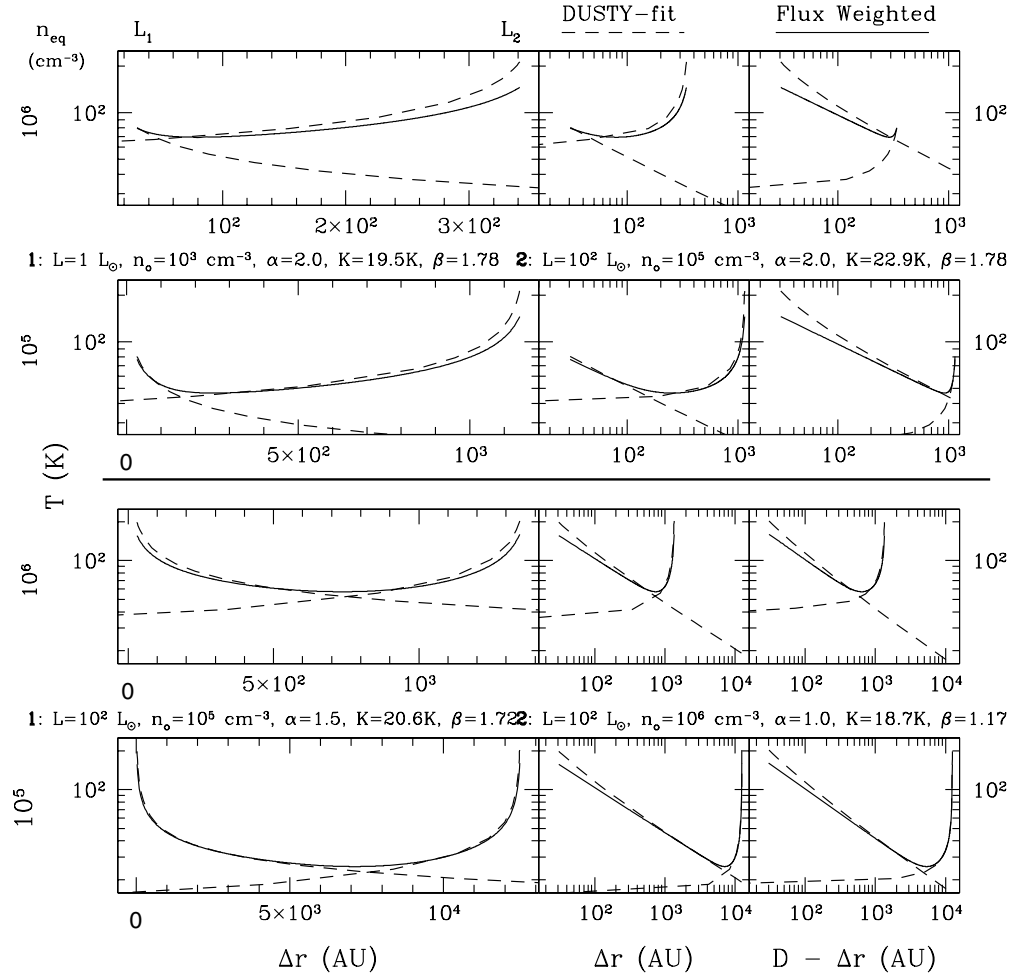 n_eq (cm⁻³) L₁ L₂ DUSTY-fit Flux Weighted
10⁶ 10² 10²
10² 2×10² 3×10² 10² 10³ 10² 10³
1: L=1 L☉, n₀=10³ cm⁻³, α=2.0, K=19.5K, β=1.78 2: L=10² L☉, n₀=10⁵ cm⁻³, α=2.0, K=22.9K, β=1.78
10⁵ 10² 10²
0 5×10² 10³ 10² 10³ 10² 10³
T (K)
10⁶ 10² 10²
0 5×10² 10³ 10² 10³ 10⁴ 10² 10³ 10⁴
1: L=10² L☉, n₀=10⁵ cm⁻³, α=1.5, K=20.6K, β=1.72 2: L=10² L☉, n₀=10⁶ cm⁻³, α=1.0, K=18.7K, β=1.17
10⁵ 10² 10²
0 5×10³ 10⁴ 10² 10³ 10⁴ 10² 10³ 10⁴
Δr (AU) Δr (AU) D − Δr (AU)